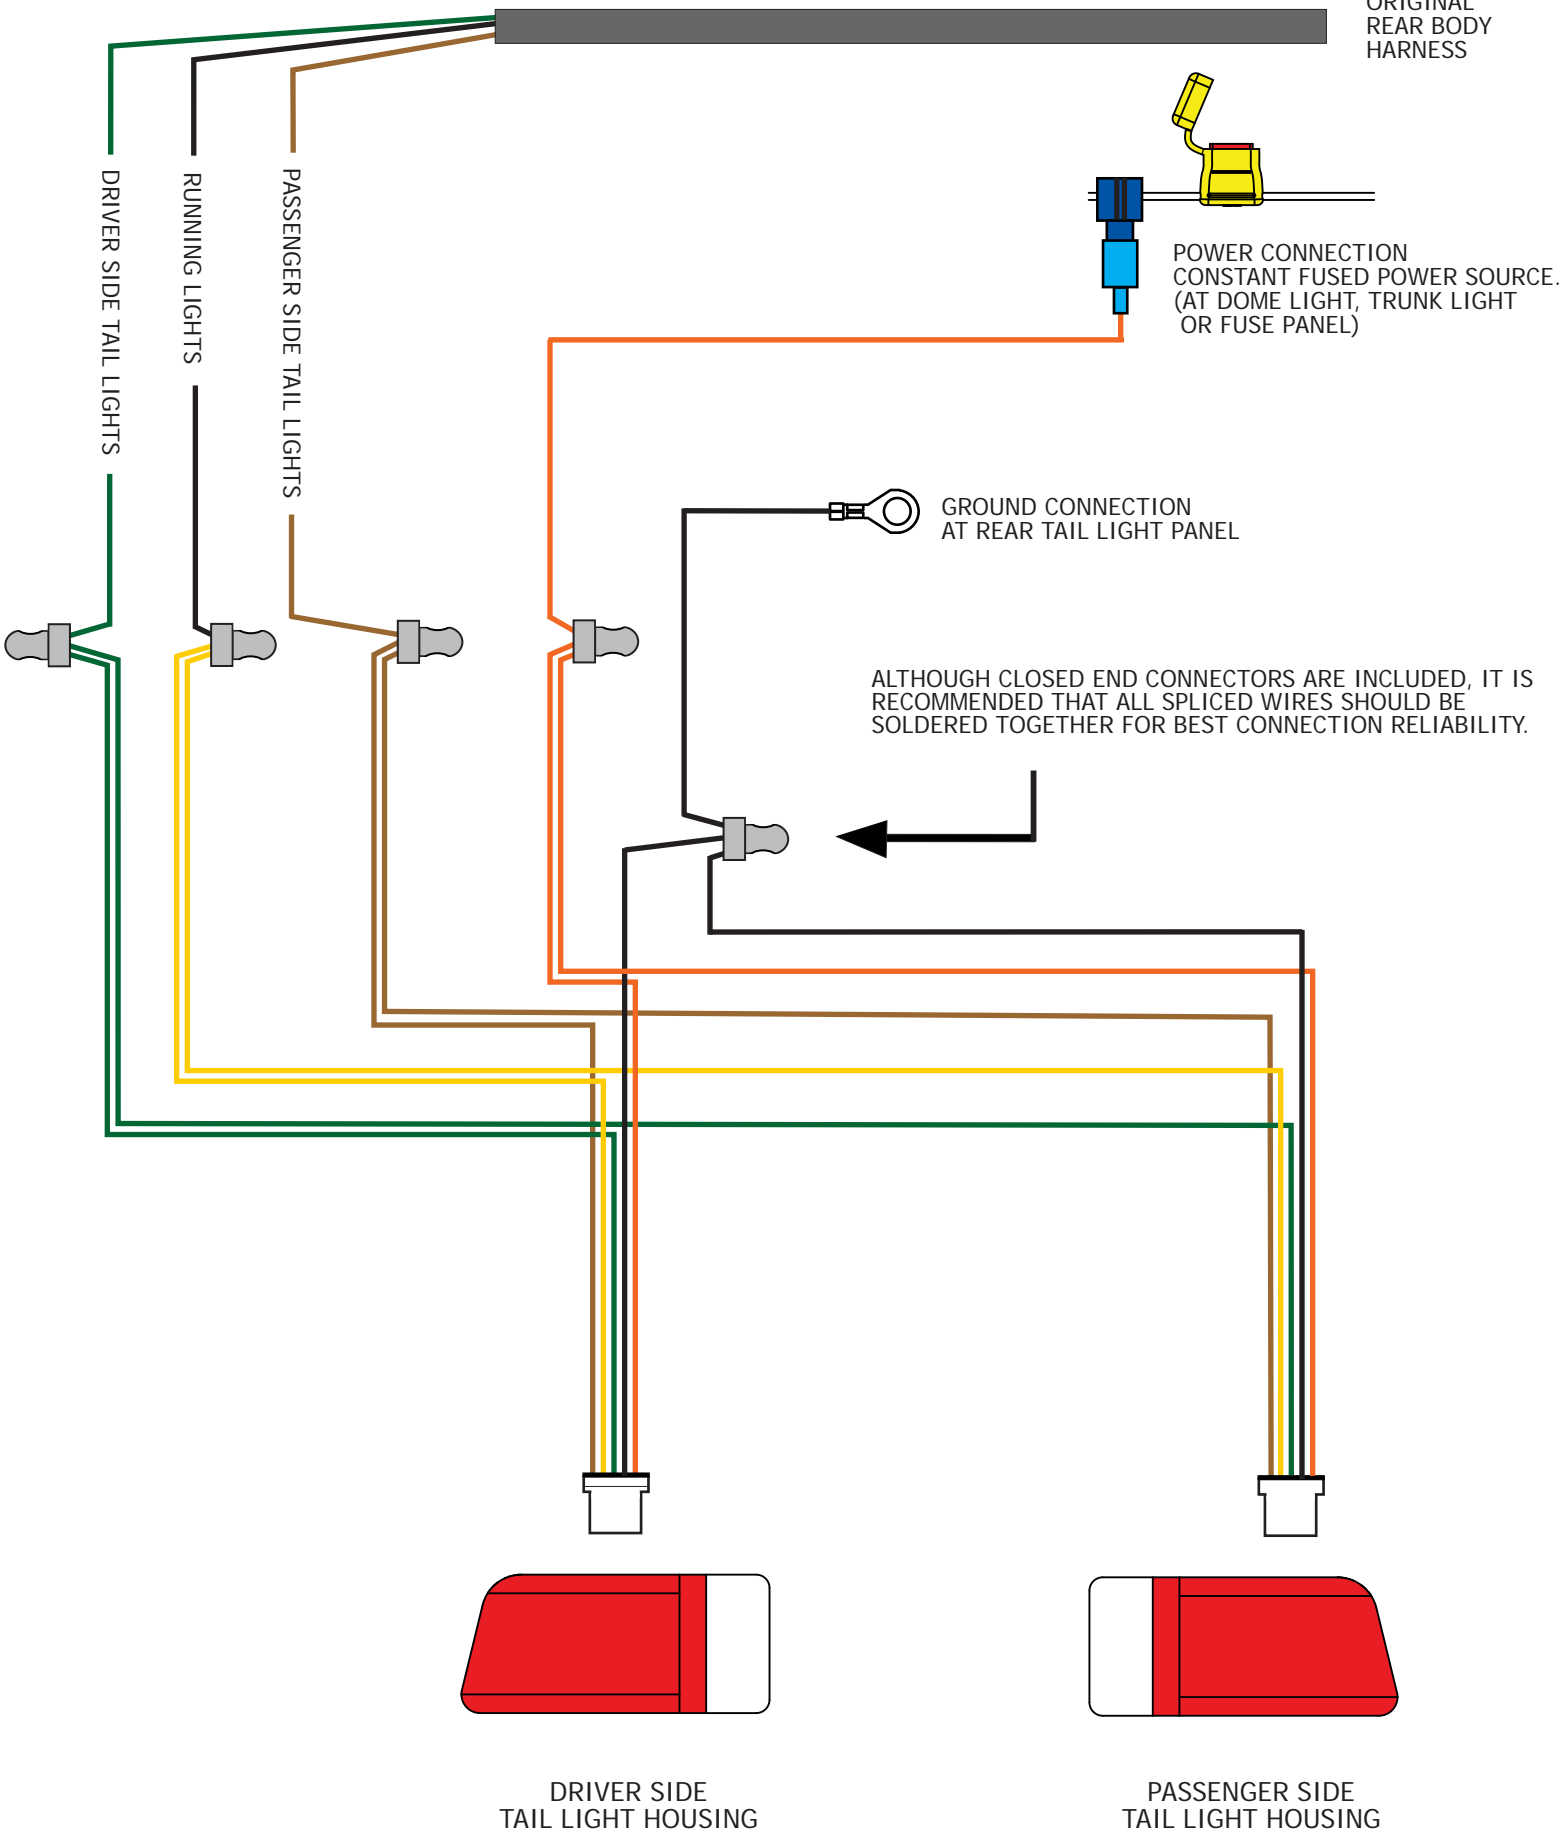 ORIGINAL
REAR BODY
HARNESS
DRIVER SIDE TAIL LIGHTS
RUNNING LIGHTS
PASSENGER SIDE TAIL LIGHTS
POWER CONNECTION
CONSTANT FUSED POWER SOURCE.
(AT DOME LIGHT, TRUNK LIGHT
OR FUSE PANEL)
GROUND CONNECTION
AT REAR TAIL LIGHT PANEL
ALTHOUGH CLOSED END CONNECTORS ARE INCLUDED, IT IS
RECOMMENDED THAT ALL SPLICED WIRES SHOULD BE
SOLDERED TOGETHER FOR BEST CONNECTION RELIABILITY.
DRIVER SIDE
TAIL LIGHT HOUSING
PASSENGER SIDE
TAIL LIGHT HOUSING